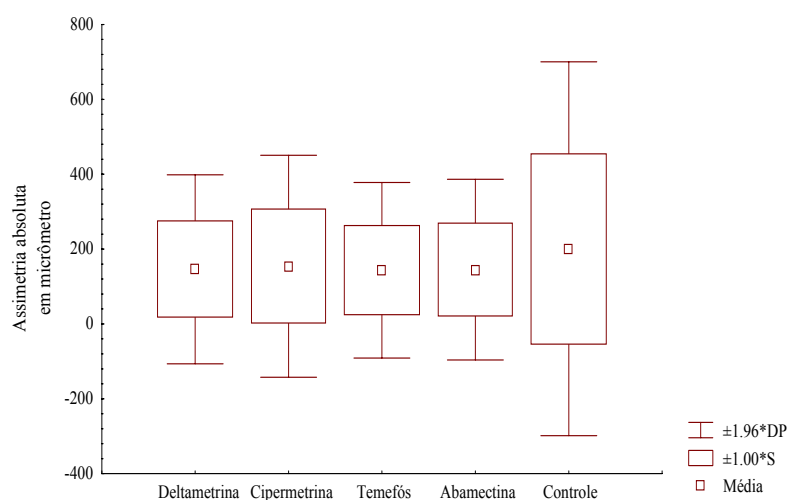 800
600
400
200
0
-200
-400
Assimetria absoluta
em micrômetro
Deltametrina Cipermetrina Temefós Abamectina Controle
±1.96*DP
±1.00*S
Média